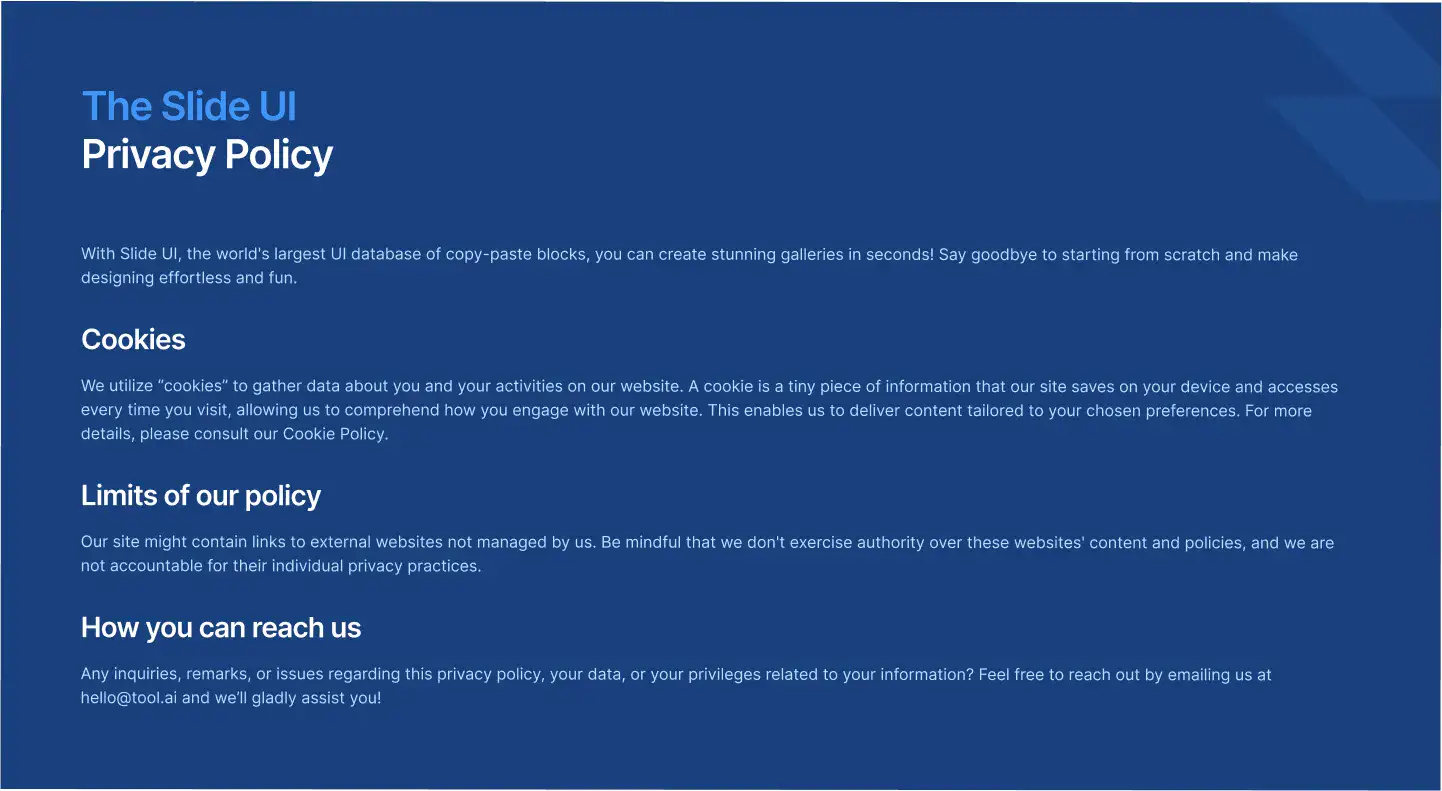 The Slide UI
Privacy Policy
With Slide UI, the world's largest UI database of copy-paste blocks, you can create stunning galleries in seconds! Say goodbye to starting from scratch and make
designing effortless and fun.
Cookies
We utilize “cookies” to gather data about you and your activities on our website. A cookie is a tiny piece of information that our site saves on your device and accesses
every time you visit, allowing us to comprehend how you engage with our website. This enables us to deliver content tailored to your chosen preferences. For more
details, please consult our Cookie Policy.
Limits of our policy
Our site might contain links to external websites not managed by us. Be mindful that we don't exercise authority over these websites' content and policies, and we are
not accountable for their individual privacy practices.
How you can reach us
Any inquiries, remarks, or issues regarding this privacy policy, your data, or your privileges related to your information? Feel free to reach out by emailing us at
hello@tool.ai and we’ll gladly assist you!